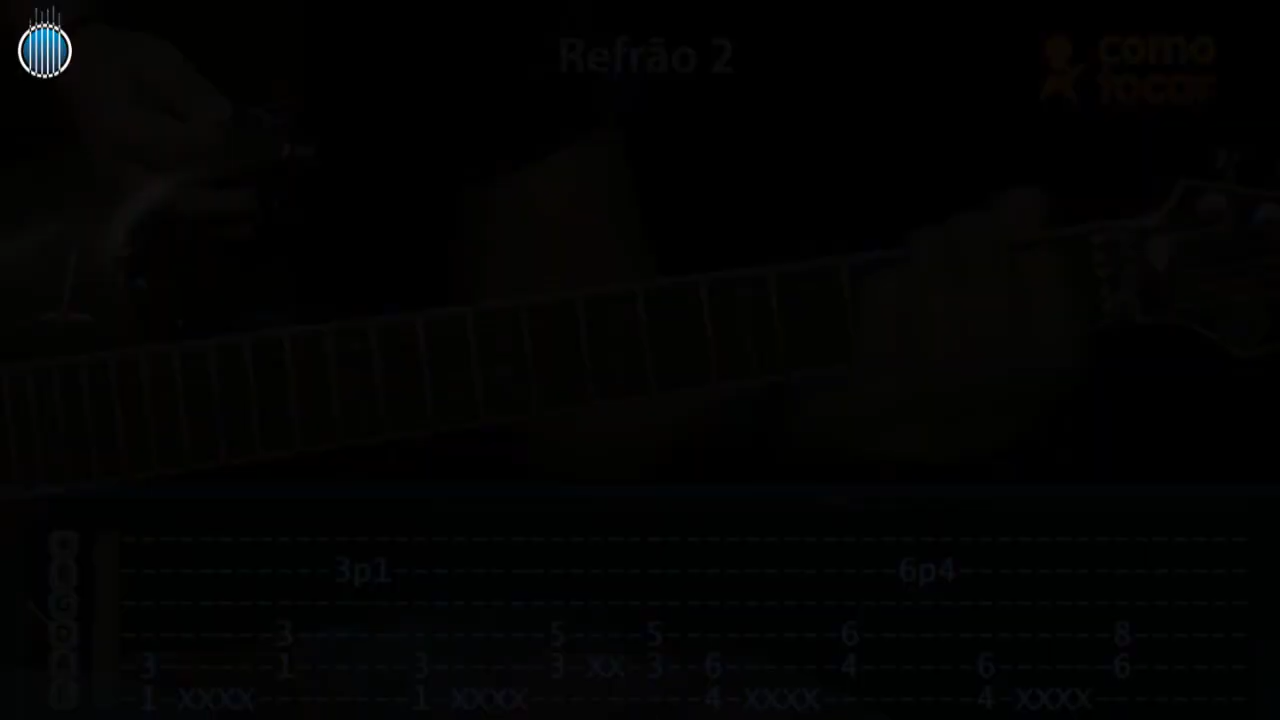 Refrão 2
como
tocar
---------------------------------------------------
--------3p1------------------------6p4-------------
---------------------------------------------------
------3----------5---5-------6-----------8---------
3-----1-----3----3-xx-3--6---4-----6-----6---------
1-xxxx------1-xxxx-------4-xxxx----4-xxxx----------